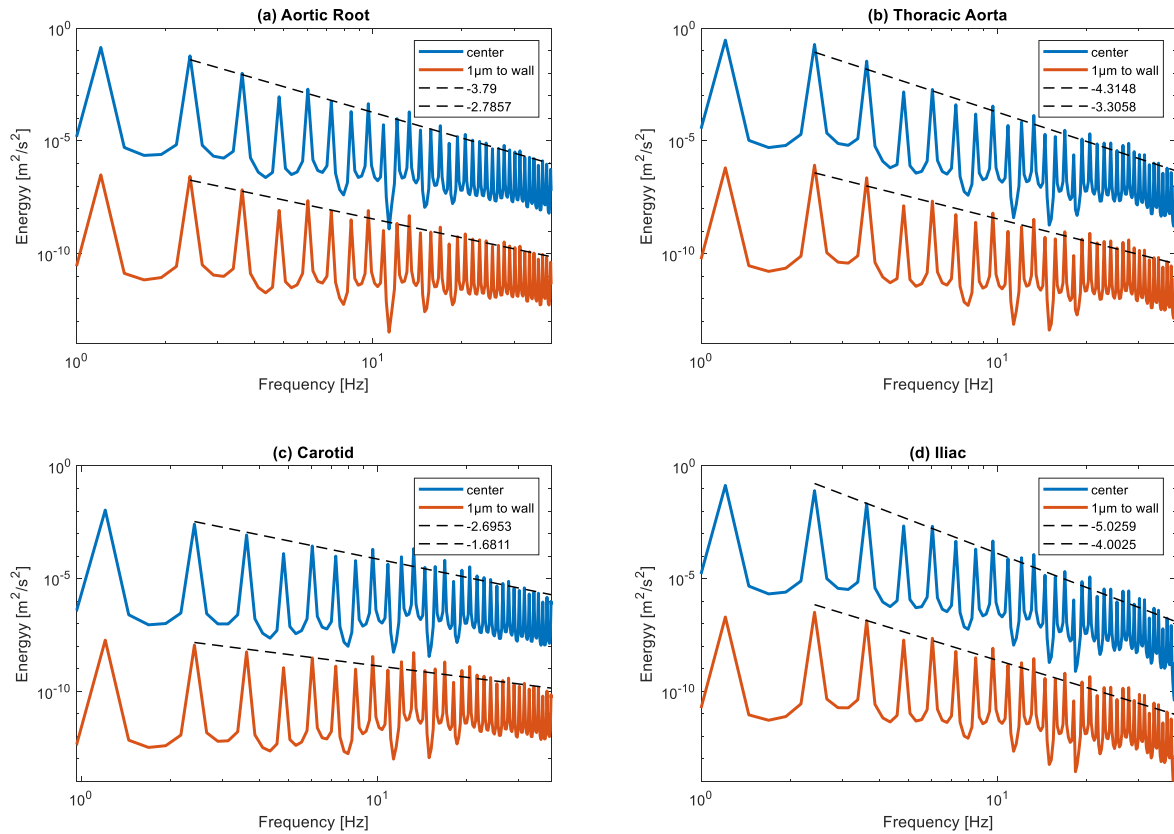 (a) Aortic Root
10^0
10^-5
10^-10
Energyy [m^2/s^2]
center
1μm to wall
-3.79
-2.7857
10^0
10^1
Frequency [Hz]
(b) Thoracic Aorta
10^0
10^-5
10^-10
Energyy [m^2/s^2]
center
1μm to wall
-4.3148
-3.3058
10^0
10^1
Frequency [Hz]
(c) Carotid
10^0
10^-5
10^-10
Energyy [m^2/s^2]
center
1μm to wall
-2.6953
-1.6811
10^0
10^1
Frequency [Hz]
(d) Iliac
10^0
10^-5
10^-10
Energyy [m^2/s^2]
center
1μm to wall
-5.0259
-4.0025
10^0
10^1
Frequency [Hz]